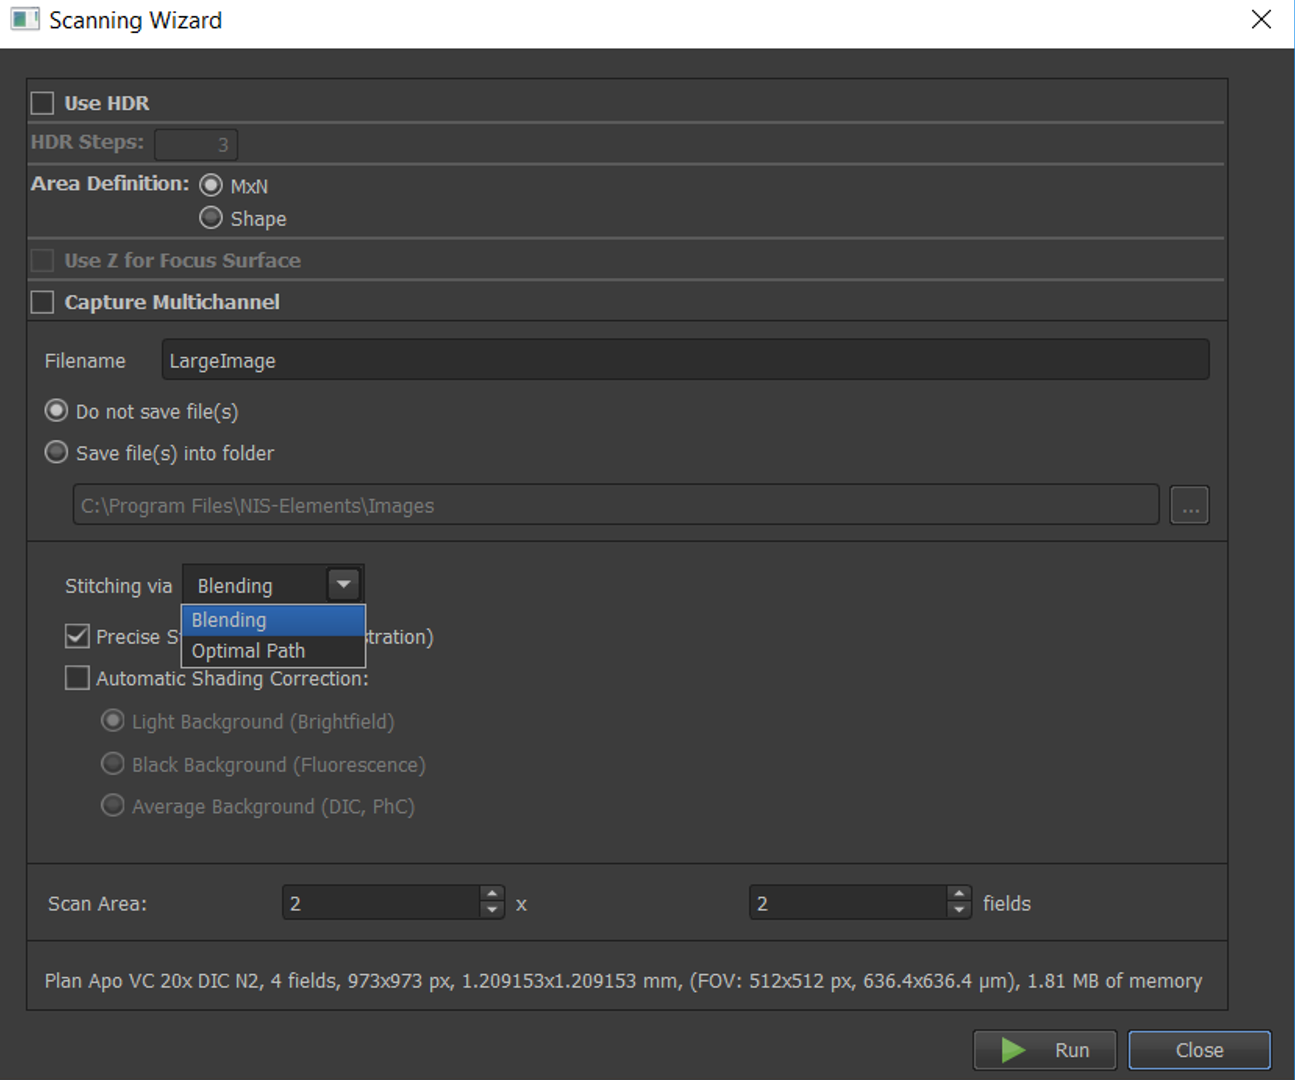 Scanning Wizard
Use HDR
HDR Steps: 3
Area Definition: MxN
Shape
Use Z for Focus Surface
Capture Multichannel
Filename LargeImage
Do not save file(s)
Save file(s) into folder
C:\Program Files\NIS-Elements\Images ...
Stitching via Blending
Blending
Precise S stration)
Optimal Path
Automatic Shading Correction:
Light Background (Brightfield)
Black Background (Fluorescence)
Average Background (DIC, PhC)
Scan Area: 2 x 2 fields
Plan Apo VC 20x DIC N2, 4 fields, 973x973 px, 1.209153x1.209153 mm, (FOV: 512x512 px, 636.4x636.4 µm), 1.81 MB of memory
Run Close